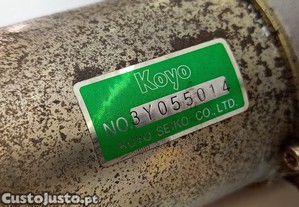 Koyo
NO. 3Y055014
KOYO SEIKO CO., LTD.
CustoJusto.pt